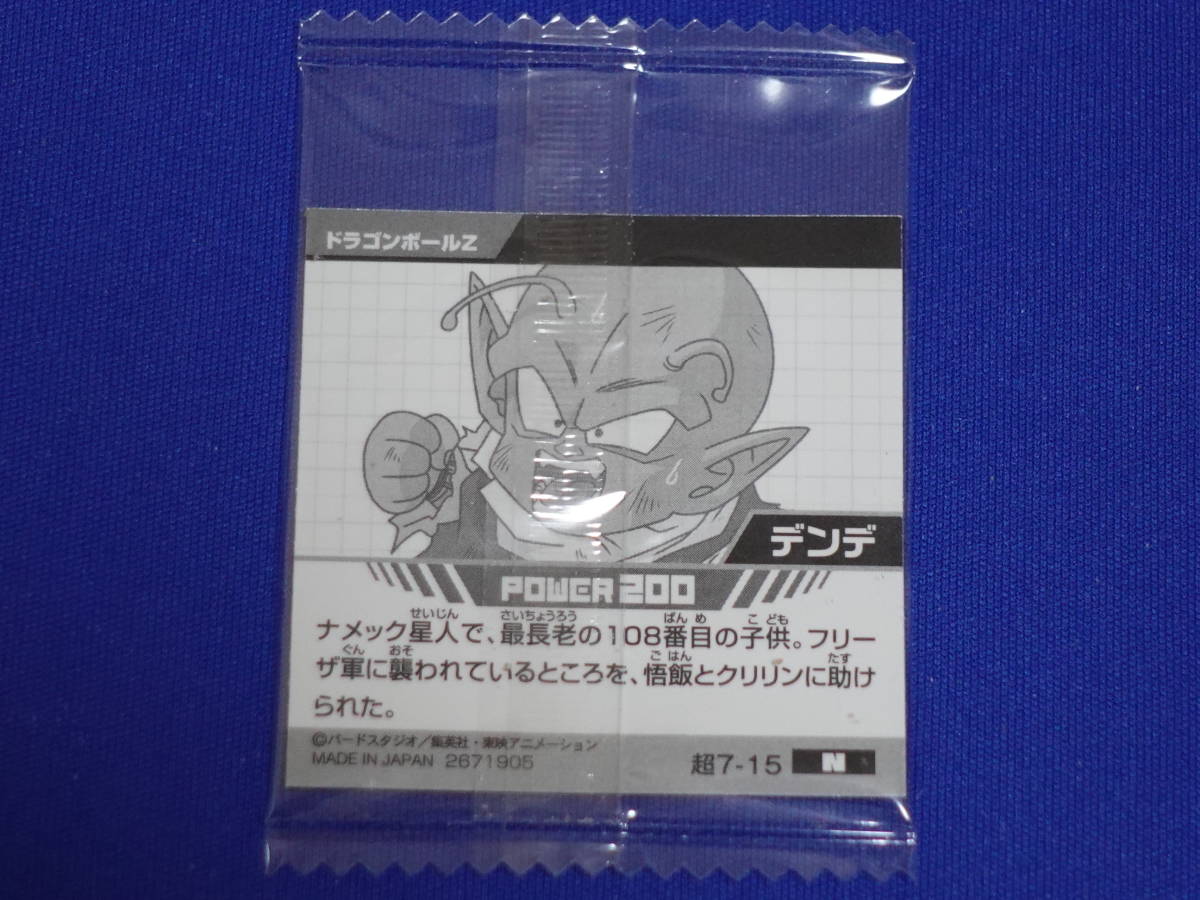 ドラゴンボールZ
デンデ
POWER 200
ナメック星人で、最長老の108番目の子供。フリー
ザ軍に襲われているところを、悟飯とクリリンに助け
られた。
©バードスタジオ／集英社・東映アニメーション
MADE IN JAPAN 2671905
超7-15 N